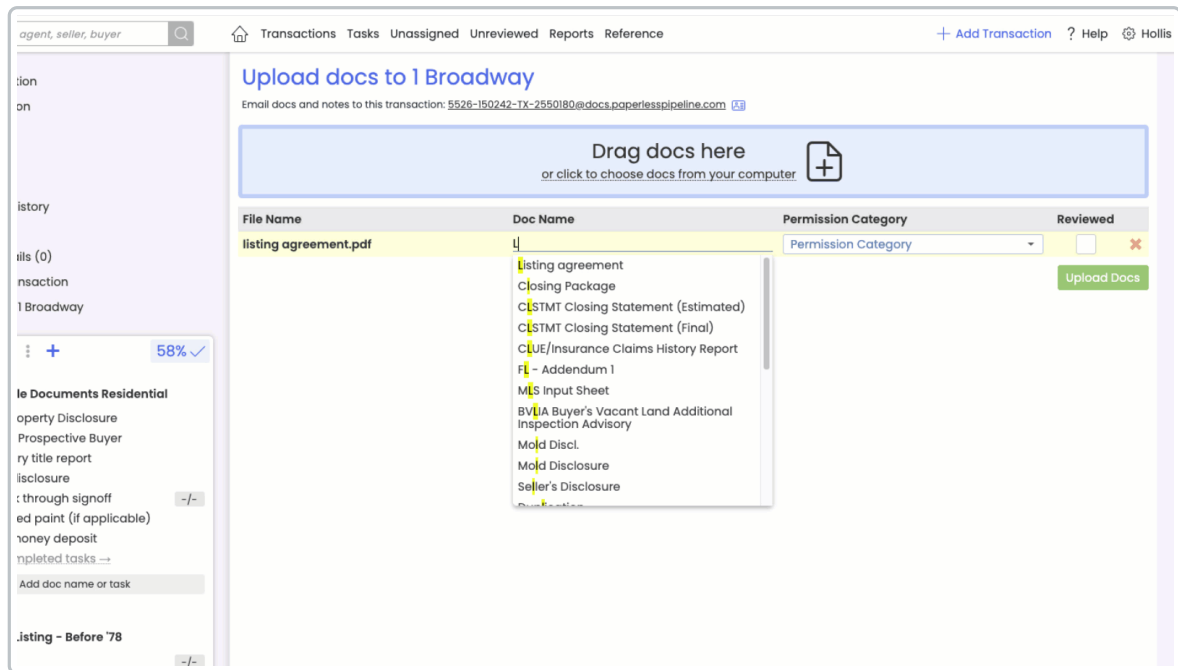 agent, seller, buyer
Transactions Tasks Unassigned Unreviewed Reports Reference
+ Add Transaction
? Help
Hollis
tion
on
istory
ails (0)
nsaction
1 Broadway
58%
le Documents Residential
operty Disclosure
Prospective Buyer
ry title report
lisclosure
through signoff
-/-
ed paint (if applicable)
noney deposit
mpleted tasks →
Add doc name or task
.isting - Before '78
-/-
Upload docs to 1 Broadway
Email docs and notes to this transaction: 5526-150242-TX-2550180@docs.paperlesspipeline.com
Drag docs here
or click to choose docs from your computer
File Name Doc Name Permission Category Reviewed
listing agreement.pdf L Permission Category
Upload Docs
Listing agreement
Closing Package
CLSTMT Closing Statement (Estimated)
CLSTMT Closing Statement (Final)
CLUE/Insurance Claims History Report
FL - Addendum 1
MLS Input Sheet
BVLIA Buyer's Vacant Land Additional
Inspection Advisory
Mold Discl.
Mold Disclosure
Seller's Disclosure